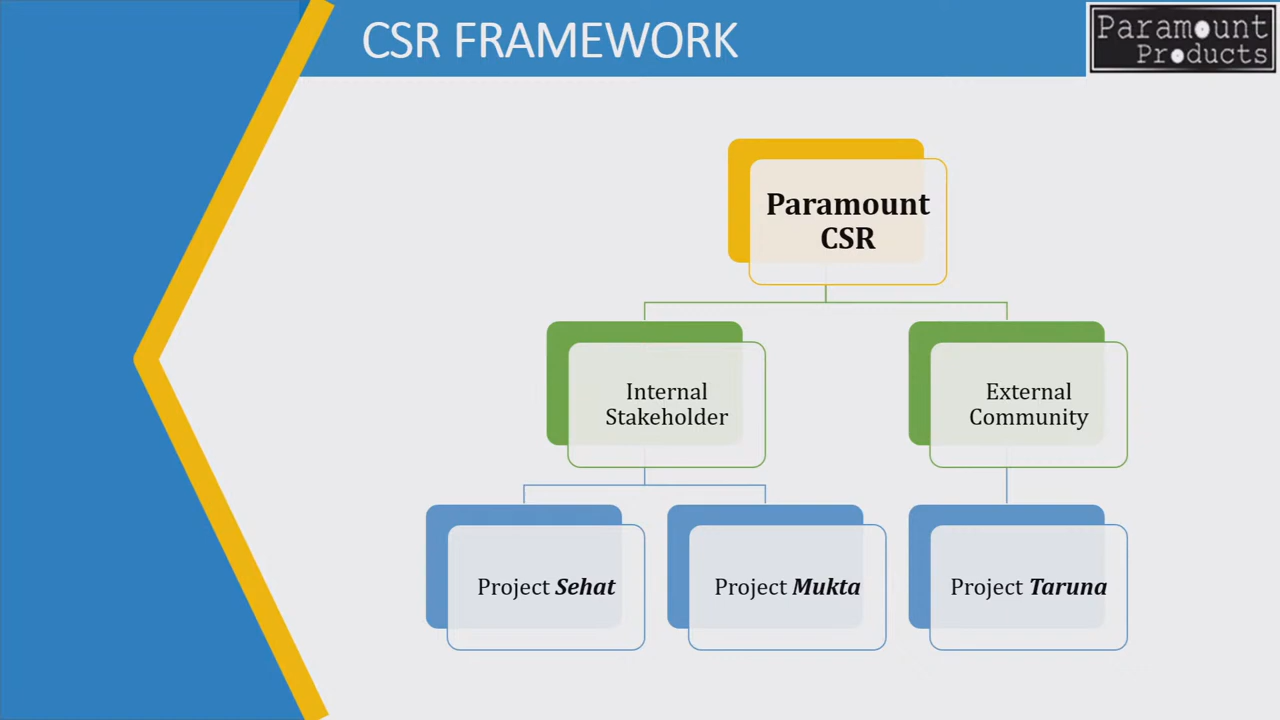 CSR FRAMEWORK
Paramount
Products
Paramount
CSR
Internal
Stakeholder
External
Community
Project Sehat
Project Mukta
Project Taruna